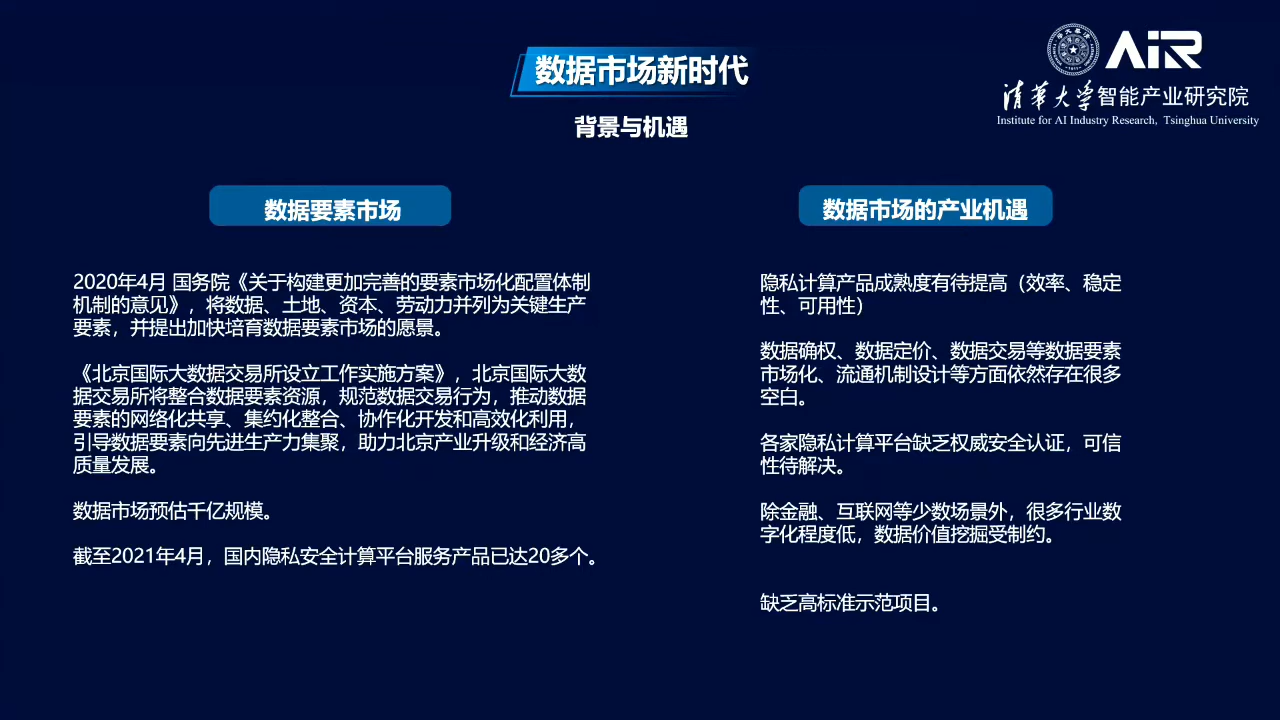 数据市场新时代
背景与机遇
AIR
清华大学智能产业研究院
Institute for AI Industry Research, Tsinghua University
数据要素市场
2020年4月 国务院《关于构建更加完善的要素市场化配置体制
机制的意见》，将数据、土地、资本、劳动力并列为关键生产
要素，并提出加快培育数据要素市场的愿景。
《北京国际大数据交易所设立工作实施方案》，北京国际大数
据交易所将整合数据要素资源，规范数据交易行为，推动数据
要素的网络化共享、集约化整合、协作化开发和高效化利用，
引导数据要素向先进生产力集聚，助力北京产业升级和经济高
质量发展。
数据市场预估千亿规模。
截至2021年4月，国内隐私安全计算平台服务产品已达20多个。
数据市场的产业机遇
隐私计算产品成熟度有待提高（效率、稳定
性、可用性）
数据确权、数据定价、数据交易等数据要素
市场化、流通机制设计等方面依然存在很多
空白。
各家隐私计算平台缺乏权威安全认证，可信
性待解决。
除金融、互联网等少数场景外，很多行业数
字化程度低，数据价值挖掘受制约。
缺乏高标准示范项目。